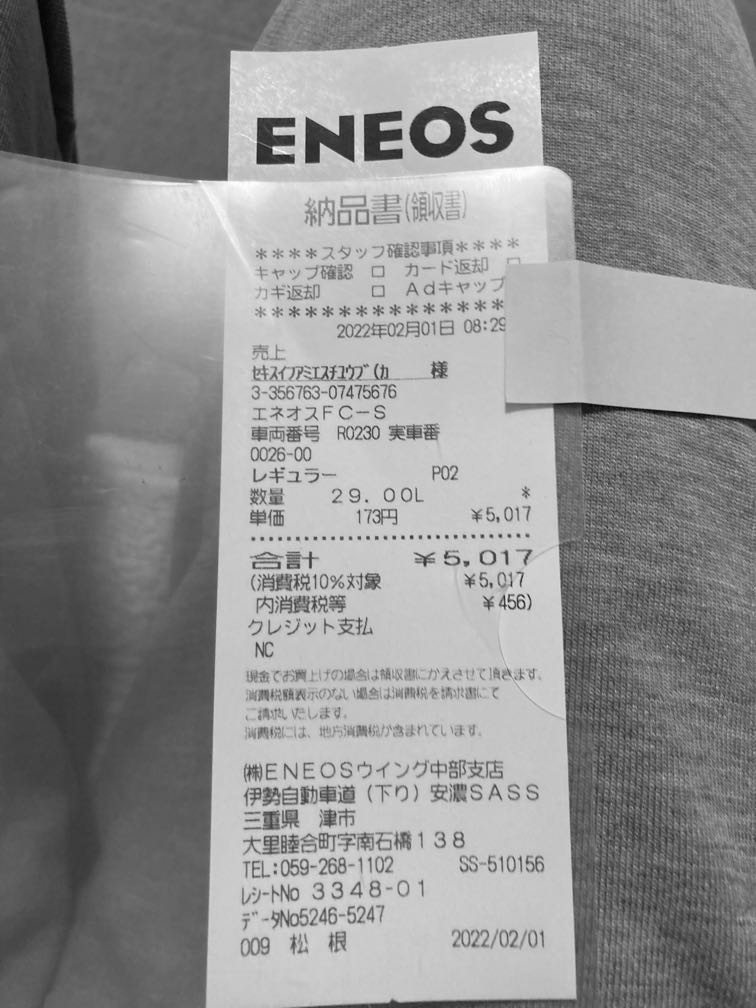 ENEOS
納品書(領収書)
****スタッフ確認事項****
キャップ確認 □ カード返却 □
カギ返却 □ Adキャップ
******************
2022年02月01日 08:29
売上
ｾｷｽｲﾌｱﾐｴｽﾁﾕｳﾌﾞ(ｶ 様
3-356763-07475676
エネオスFC-S
車両番号 R0230 実車番
0026-00
レギュラー P02
数量 29.00L *
単価 173円 ¥5,017
合計 ¥5,017
(消費税10%対象 ¥5,017
内消費税等 ¥456)
クレジット支払
NC
現金でお買上げの場合は領収書にかえさせて頂きます。
消費税額表示のない場合は消費税を請求書にて
ご請求いたします。
消費税には、地方消費税が含まれています。
㈱ENEOSウイング中部支店
伊勢自動車道(下り)安濃SASS
三重県 津市
大里睦合町字南石橋138
TEL:059-268-1102 SS-510156
ﾚｼｰﾄNo 3348-01
ﾃﾞｰﾀNo5246-5247
009 松 根 2022/02/01